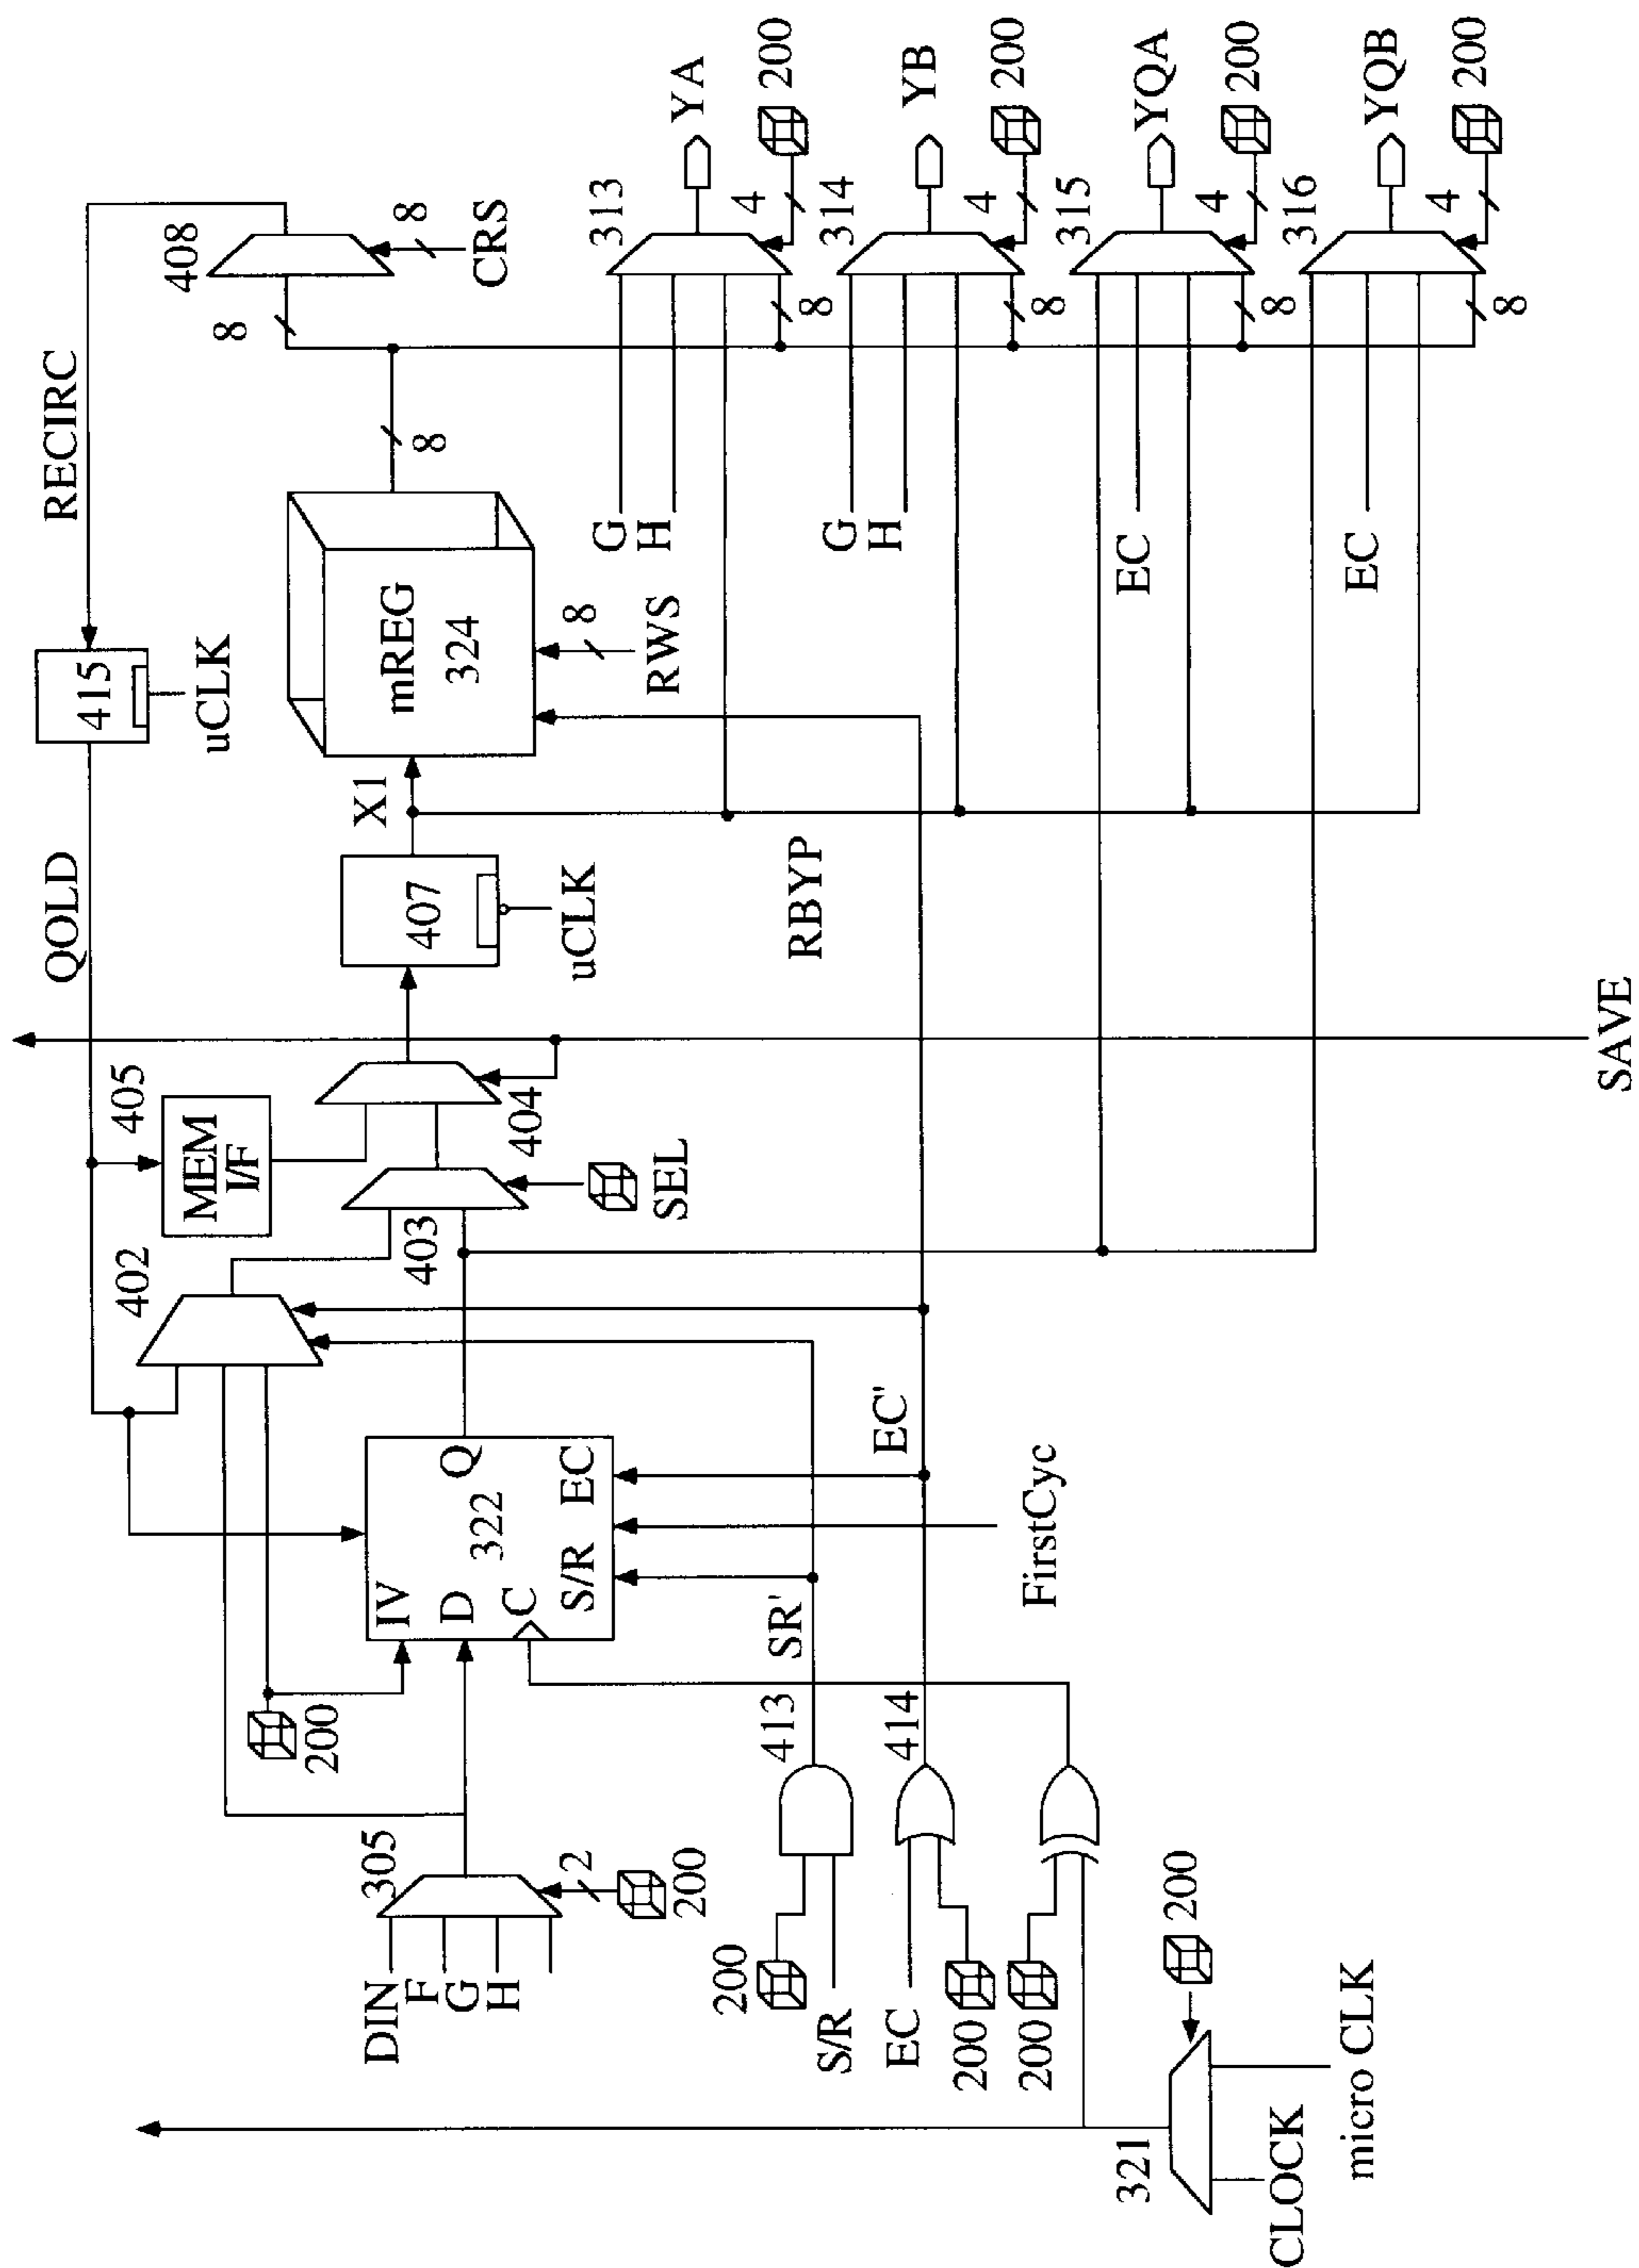 RECIRC
408
8
CRS
8
QOLD
415
uCLK
8
mREG
324
8
RWS
X1
407
uCLK
RBYP
405
MEM
I/F
404
403
SEL
402
SAVE
IV
D
C
Q
322
S/R
EC
200
305
DIN
F
G
H
2
200
413
SR'
414
EC'
FirstCyc
200
S/R
EC
200
200
321
200
CLOCK
micro CLK
G
H
313
YA
4
200
8
G
H
314
YB
4
200
8
EC
315
YQA
4
200
8
EC
316
YQB
4
200
8